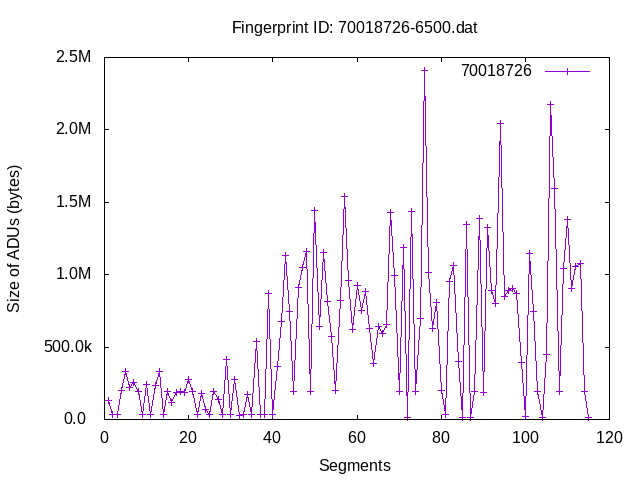 Fingerprint ID: 70018726-6500.dat
70018726
Size of ADUs (bytes)
2.5M
2.0M
1.5M
1.0M
500.0k
0.0
0 20 40 60 80 100 120
Segments